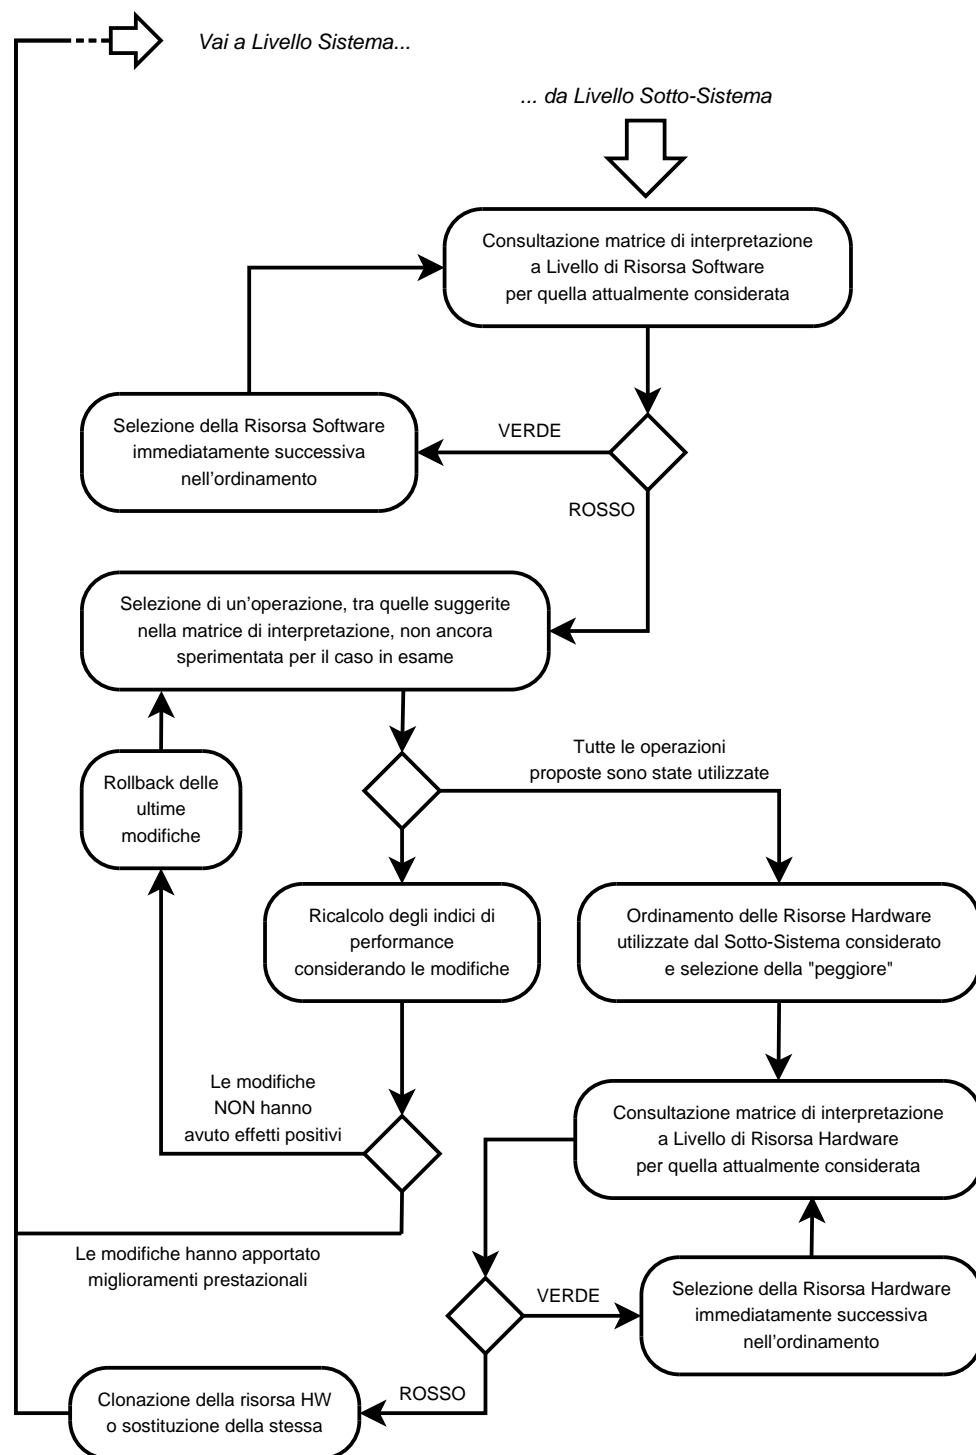 Vai a Livello Sistema...
... da Livello Sotto-Sistema
Consultazione matrice di interpretazione
a Livello di Risorsa Software
per quella attualmente considerata
Selezione della Risorsa Software
immediatamente successiva
nell'ordinamento
VERDE
ROSSO
Selezione di un'operazione, tra quelle suggerite
nella matrice di interpretazione, non ancora
sperimentata per il caso in esame
Tutte le operazioni
proposte sono state utilizzate
Rollback delle
ultime
modifiche
Ricalcolo degli indici di
performance
considerando le modifiche
Ordinamento delle Risorse Hardware
utilizzate dal Sotto-Sistema considerato
e selezione della "peggiore"
Le modifiche
NON hanno
avuto effetti positivi
Consultazione matrice di interpretazione
a Livello di Risorsa Hardware
per quella attualmente considerata
Le modifiche hanno apportato
miglioramenti prestazionali
VERDE
Selezione della Risorsa Hardware
immediatamente successiva
nell'ordinamento
ROSSO
Clonazione della risorsa HW
o sostituzione della stessa